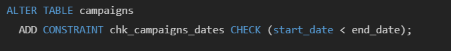 ALTER TABLE campaigns
  ADD CONSTRAINT chk_campaigns_dates CHECK (start_date < end_date);